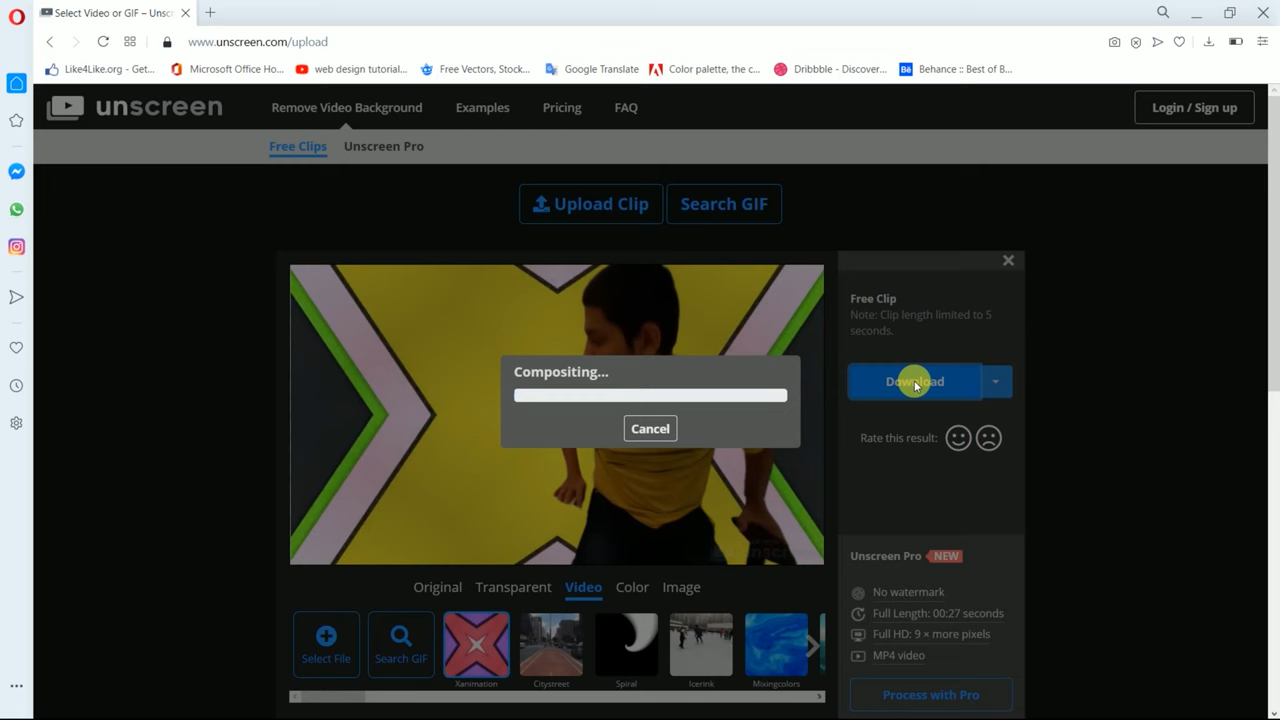 Select Video or GIF – Unsc
www.unscreen.com/upload
Like4Like.org - Get...
Microsoft Office Ho...
web design tutorial...
Free Vectors, Stock...
Google Translate
Color palette, the c...
Dribbble - Discover...
Behance :: Best of B...
unscreen
Remove Video Background
Examples
Pricing
FAQ
Login / Sign up
Free Clips
Unscreen Pro
Upload Clip
Search GIF
Free Clip
Note: Clip length limited to 5
seconds.
Compositing...
Download
Cancel
Rate this result:
Unscreen Pro NEW
No watermark
Full Length: 00:27 seconds
Full HD: 9 × more pixels
MP4 video
Process with Pro
Original
Transparent
Video
Color
Image
Select File
Search GIF
Xanimation
Citystreet
Spiral
Icerink
Mixingcolors